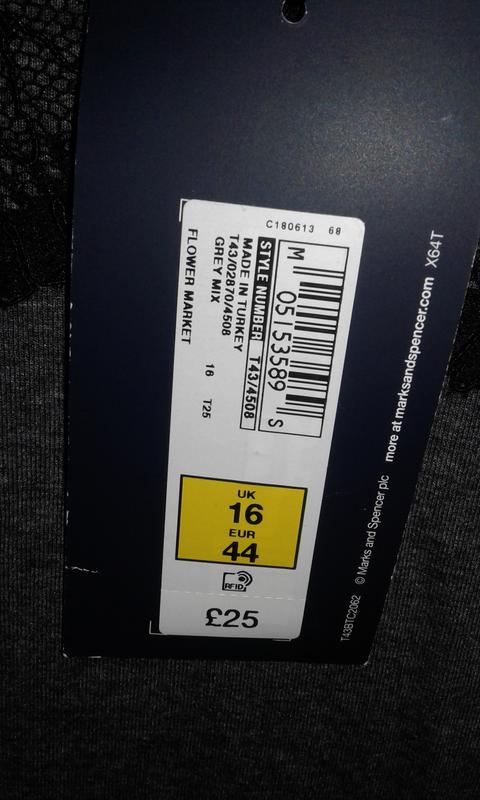 C180613 68
M 05153589 S
STYLE NUMBER T43/4508
MADE IN TURKEY
T43/02870/4508
GREY MIX 16 T25
FLOWER MARKET
UK
16
EUR
44
RFID
£25
T43BTC2062 © Marks and Spencer plc more at marksandspencer.com X64T